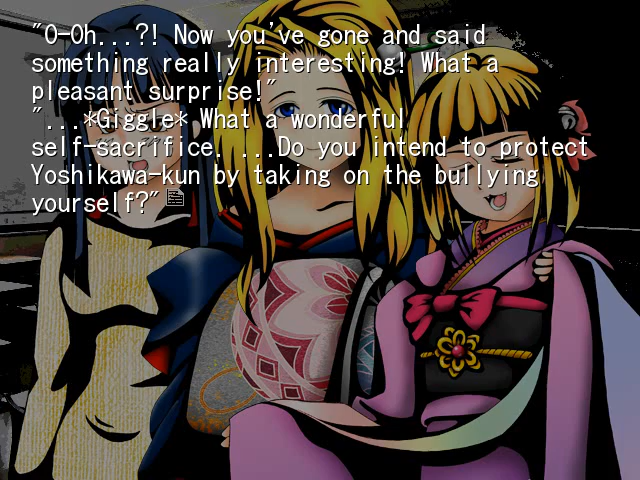 "O-Oh...?! Now you've gone and said
something really interesting! What a
pleasant surprise!"
"...*Giggle* What a wonderful
self-sacrifice. ...Do you intend to protect
Yoshikawa-kun by taking on the bullying
yourself?"